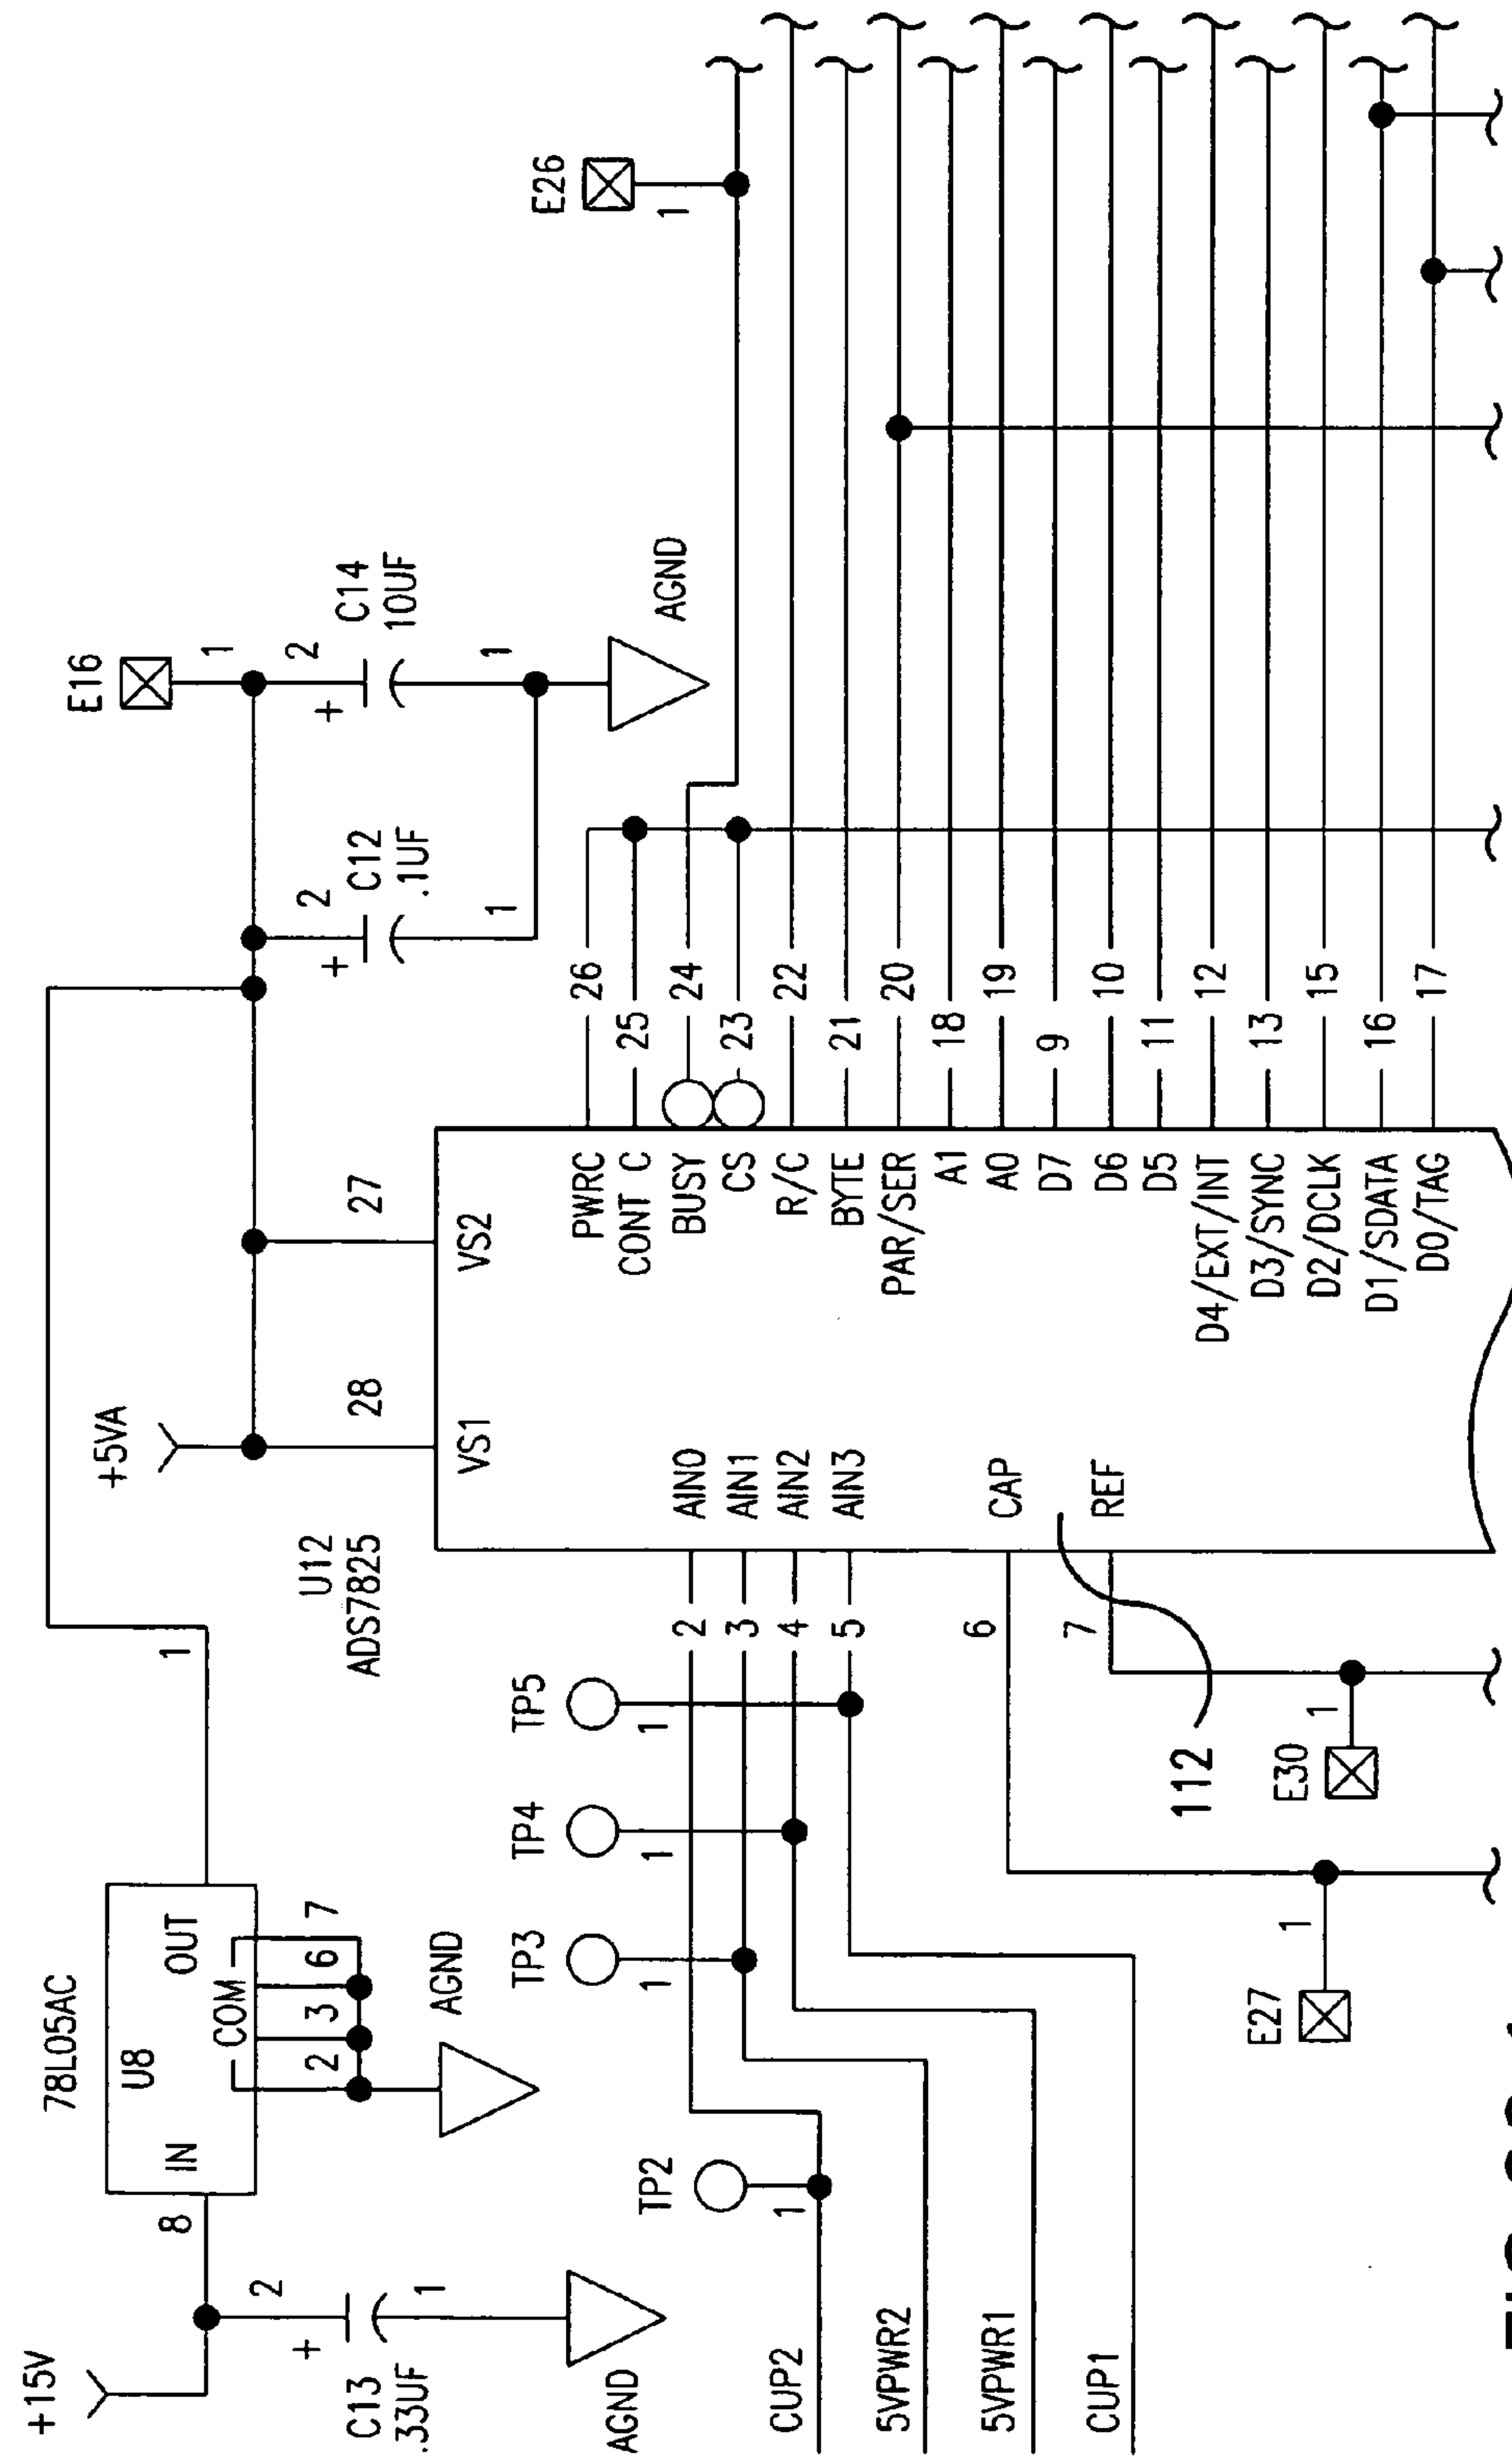 +15V
C13
.33UF
2
1
+
AGND
8
78L05AC
U8
IN
OUT
COM
2
3
6
7
AGND
1
+5VA
E16
1
C12
.1UF
2
1
+
C14
10UF
2
1
+
AGND
U12
ADS7825
28
27
VS1
VS2
CUP2
5VPWR2
5VPWR1
CUP1
TP2
1
TP3
1
TP4
1
TP5
1
2
AIN0
3
AIN1
4
AIN2
5
AIN3
6
CAP
7
REF
112
E27
1
E30
1
PWRC
26
CONT C
25
BUSY
24
CS
23
R/C
22
BYTE
21
PAR/SER
20
A1
18
A0
19
D7
9
D6
10
D5
11
D4/EXT/INT
12
D3/SYNC
13
D2/DCLK
15
D1/SDATA
16
D0/TAG
17
E26
1